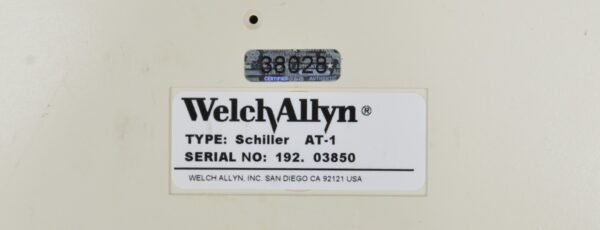 38028
CERTIFIED AUTHENTIC
WelchAllyn®
TYPE: Schiller AT-1
SERIAL NO: 192. 03850
WELCH ALLYN, INC. SAN DIEGO CA 92121 USA